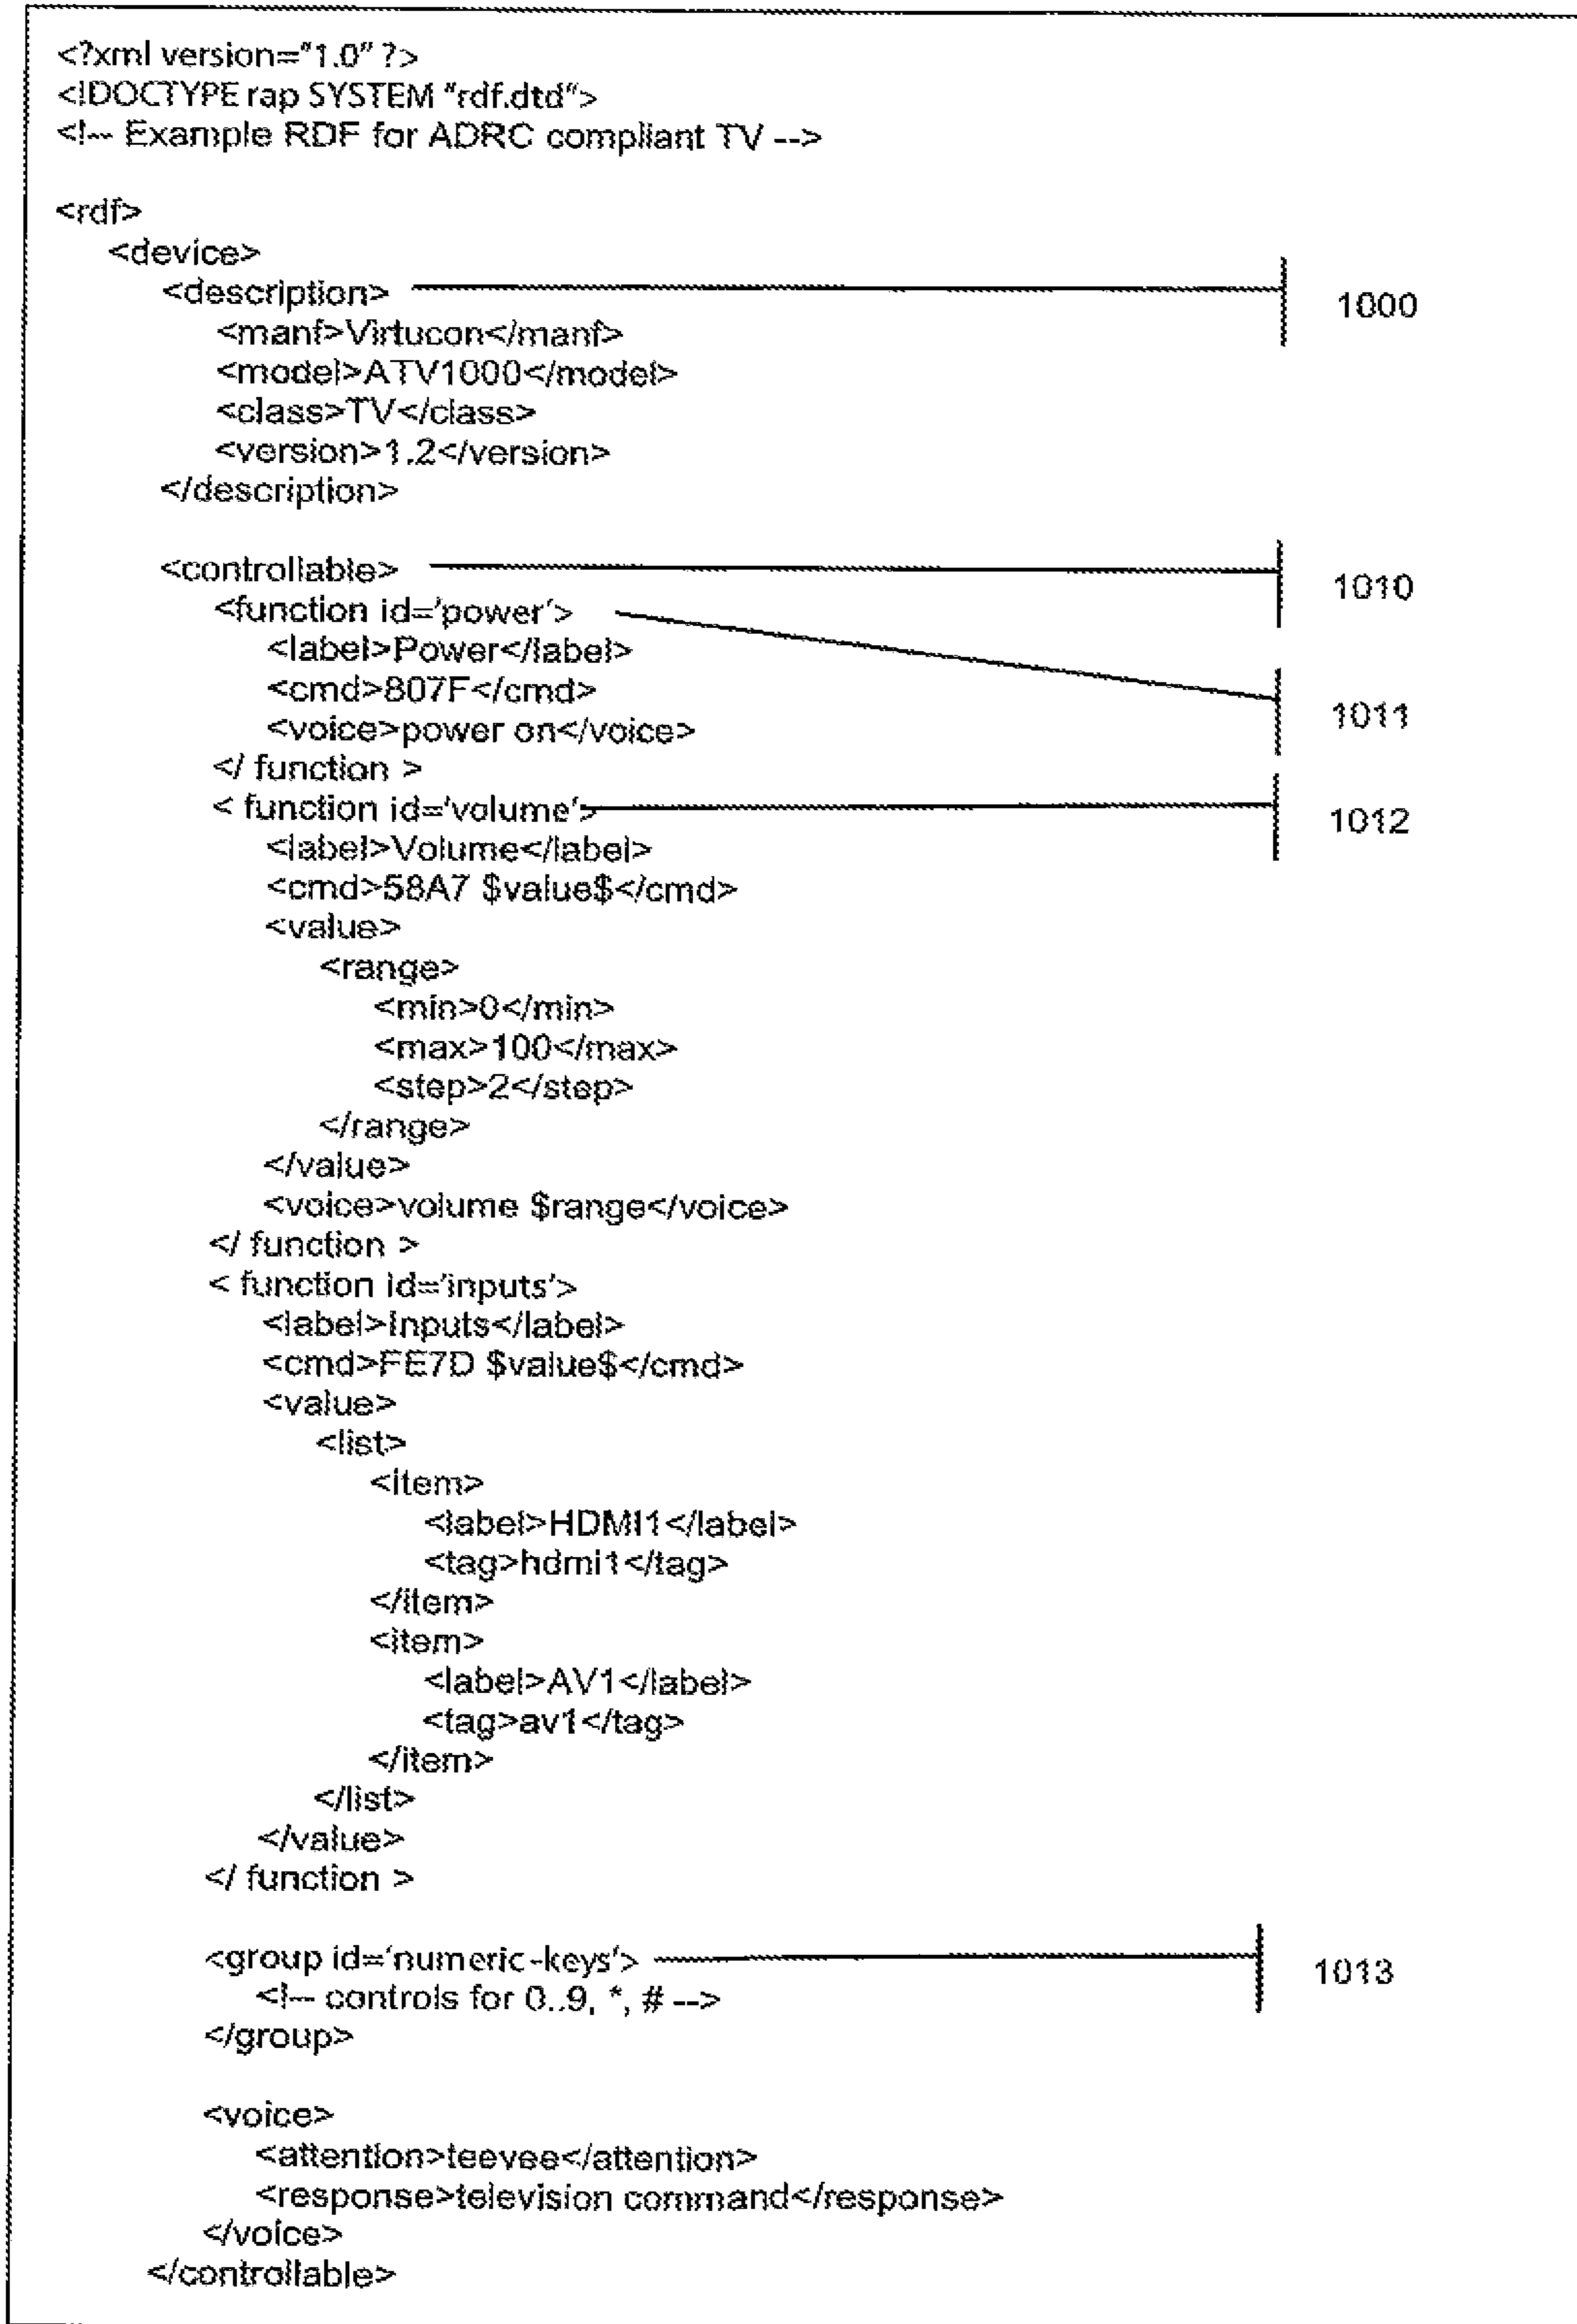 <?xml version="1.0" ?>
<!DOCTYPE rap SYSTEM "rdf.dtd">
<!-- Example RDF for ADRC compliant TV -->
<rdf>
<device>
<description> 1000
<manf>Virtucon</manf>
<model>ATV1000</model>
<class>TV</class>
<version>1.2</version>
</description>
<controllable> 1010
<function id='power'>
<label>Power</label>
<cmd>807F</cmd>
<voice>power on</voice> 1011
</ function >
< function id='volume'> 1012
<label>Volume</label>
<cmd>58A7 $value$</cmd>
<value>
<range>
<min>0</min>
<max>100</max>
<step>2</step>
</range>
</value>
<voice>volume $range</voice>
</ function >
< function id='inputs'>
<label>Inputs</label>
<cmd>FE7D $value$</cmd>
<value>
<list>
<item>
<label>HDMI1</label>
<tag>hdmi1</tag>
</item>
<item>
<label>AV1</label>
<tag>av1</tag>
</item>
</list>
</value>
</ function >
<group id='numeric-keys'> 1013
<!-- controls for 0..9, *, # -->
</group>
<voice>
<attention>teevee</attention>
<response>television command</response>
</voice>
</controllable>